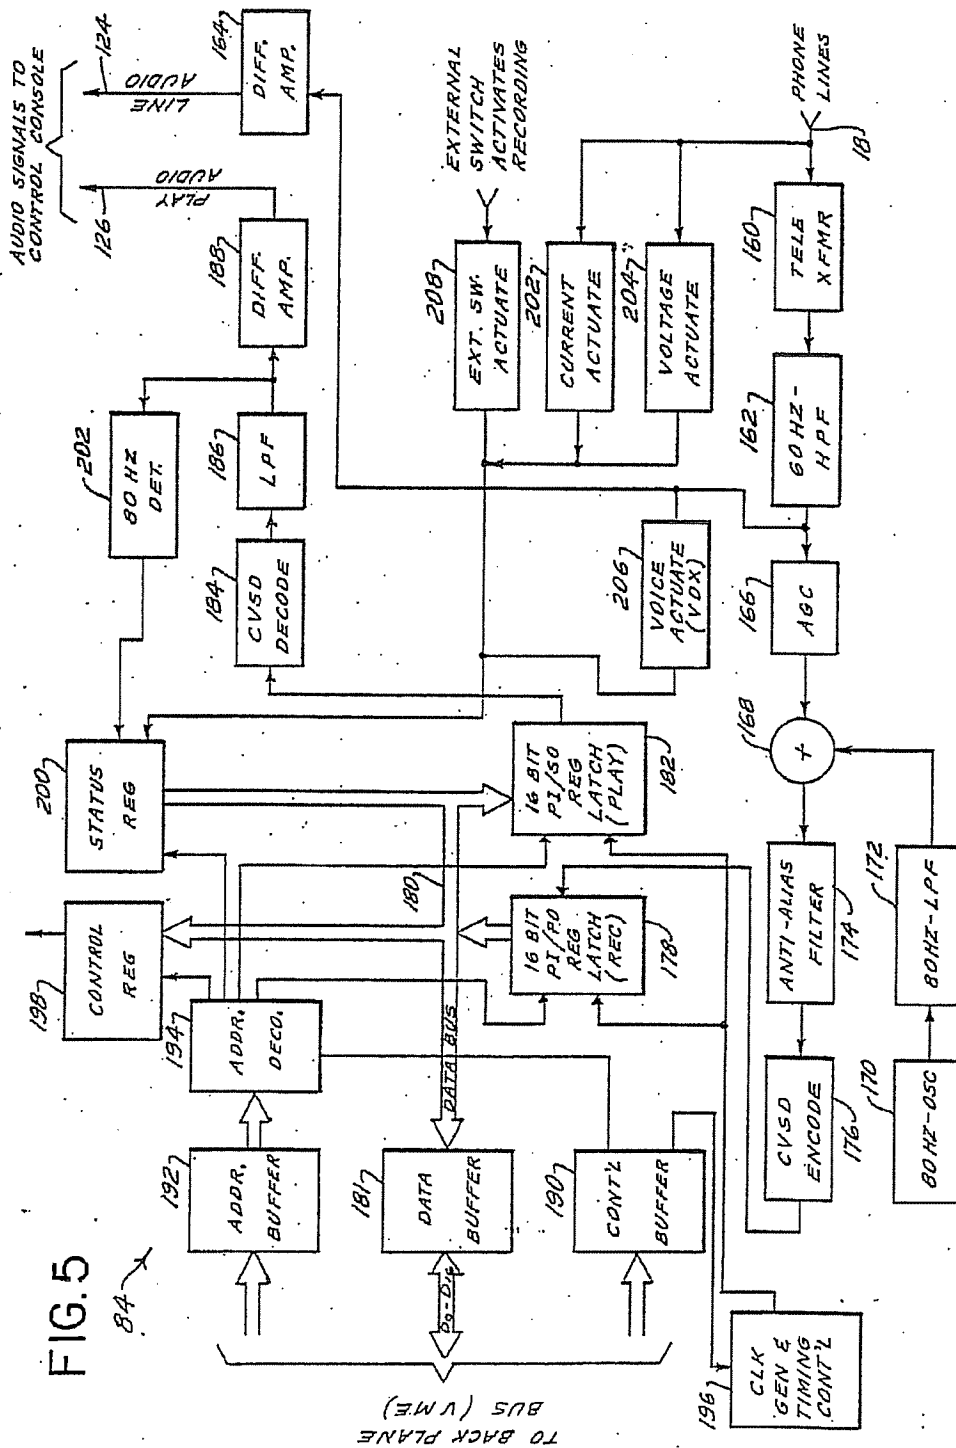 FIG. 5
84
TO BACK PLANE
BUS (VME)
192
ADDR.
BUFFER
181
DATA
BUFFER
190
CONT'L
BUFFER
D0-D16
196
CLK
GEN &
TIMING
CONT'L
198
CONTROL
REG
194
ADDR.
DECO.
200
STATUS
REG
180
DATA BUS
16 BIT
PI/PO
REG
LATCH
(REC)
178
16 BIT
PI/SO
REG
LATCH
(PLAY)
182
202
80 HZ
DET.
184
CVSD
DECODE
186
LPF
188
DIFF.
AMP.
164
DIFF.
AMP.
126
PLAY
AUDIO
124
LINE
AUDIO
AUDIO SIGNALS TO
CONTROL CONSOLE
EXTERNAL
SWITCH
ACTIVATES
RECORDING
208
EXT. SW.
ACTUATE
202
CURRENT
ACTUATE
204
VOLTAGE
ACTUATE
206
VOICE
ACTUATE
(VOX)
PHONE
LINES
18
160
TELE
XFMR
162
60HZ-
HPF
166
AGC
168
+
ANTI-ALIAS
FILTER
174
CVSD
ENCODE
176
170
80HZ-OSC
172
80HZ-LPF